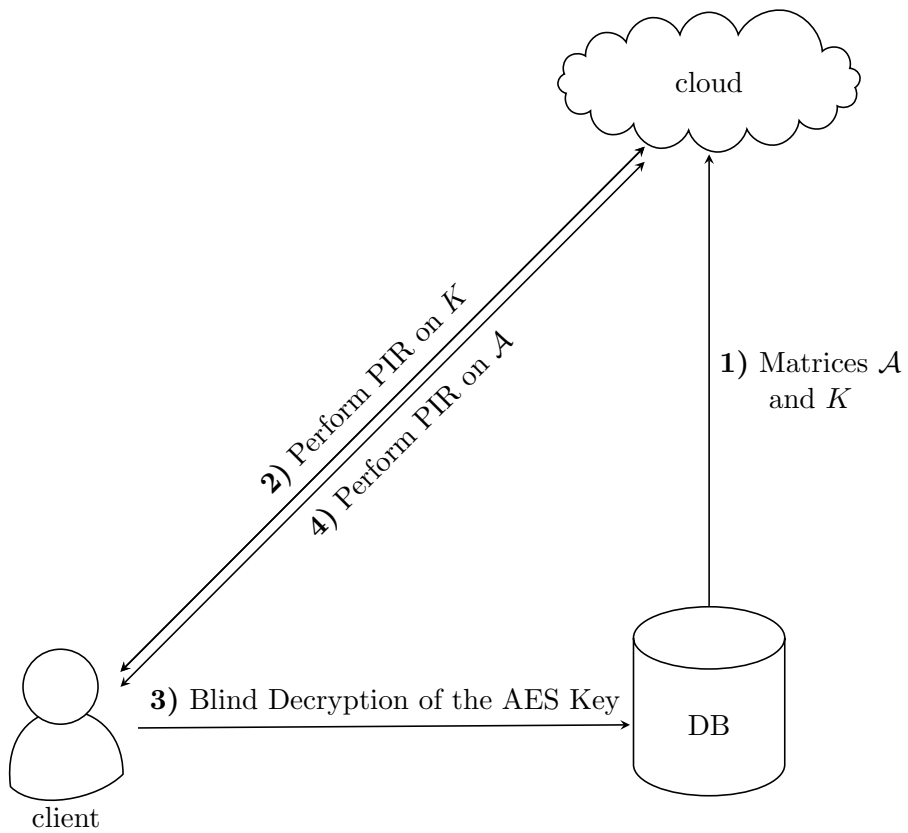 cloud
1) Matrices 𝒜
and K
2) Perform PIR on K
4) Perform PIR on 𝒜
3) Blind Decryption of the AES Key
DB
client